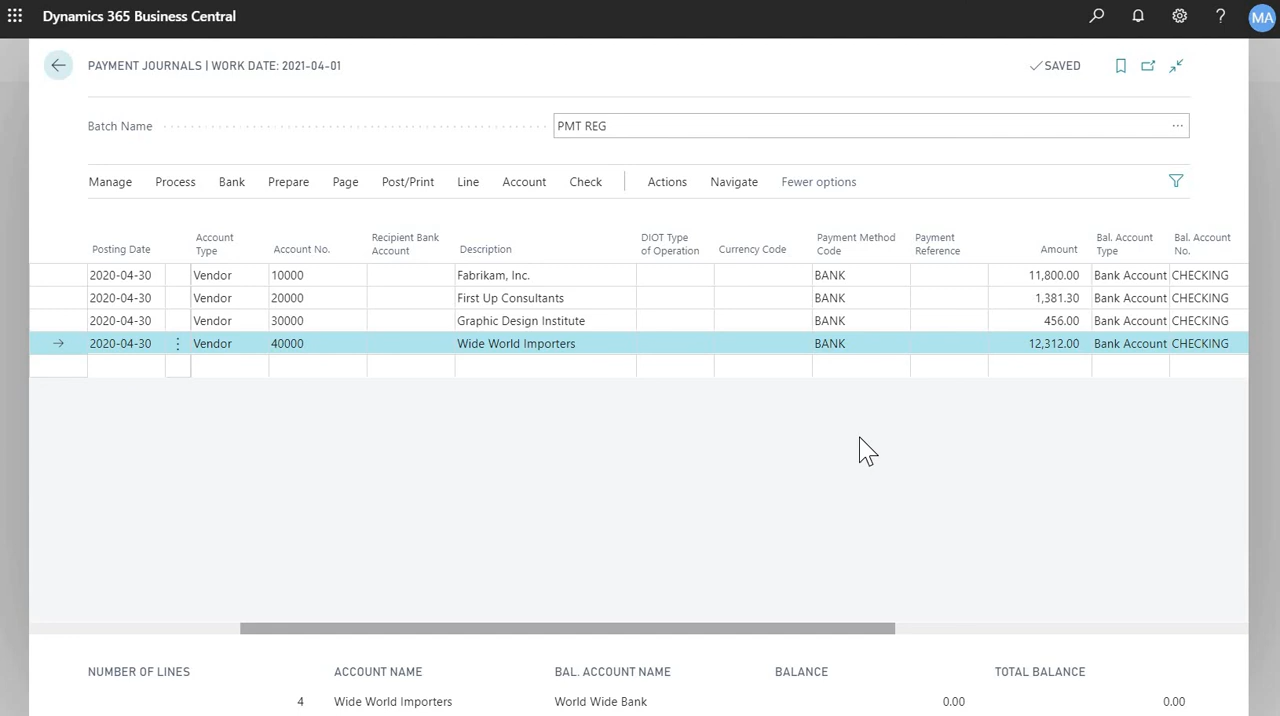 Dynamics 365 Business Central
?
MA
PAYMENT JOURNALS | WORK DATE: 2021-04-01
✓SAVED
Batch Name
PMT REG
...
Manage Process Bank Prepare Page Post/Print Line Account Check Actions Navigate Fewer options
Posting Date Account Type Account No. Recipient Bank Account Description DIOT Type of Operation Currency Code Payment Method Code Payment Reference Amount Bal. Account Type Bal. Account No.
2020-04-30 Vendor 10000 Fabrikam, Inc. BANK 11,800.00 Bank Account CHECKING
2020-04-30 Vendor 20000 First Up Consultants BANK 1,381.30 Bank Account CHECKING
2020-04-30 Vendor 30000 Graphic Design Institute BANK 456.00 Bank Account CHECKING
2020-04-30 Vendor 40000 Wide World Importers BANK 12,312.00 Bank Account CHECKING
NUMBER OF LINES ACCOUNT NAME BAL. ACCOUNT NAME BALANCE TOTAL BALANCE
4 Wide World Importers World Wide Bank 0.00 0.00